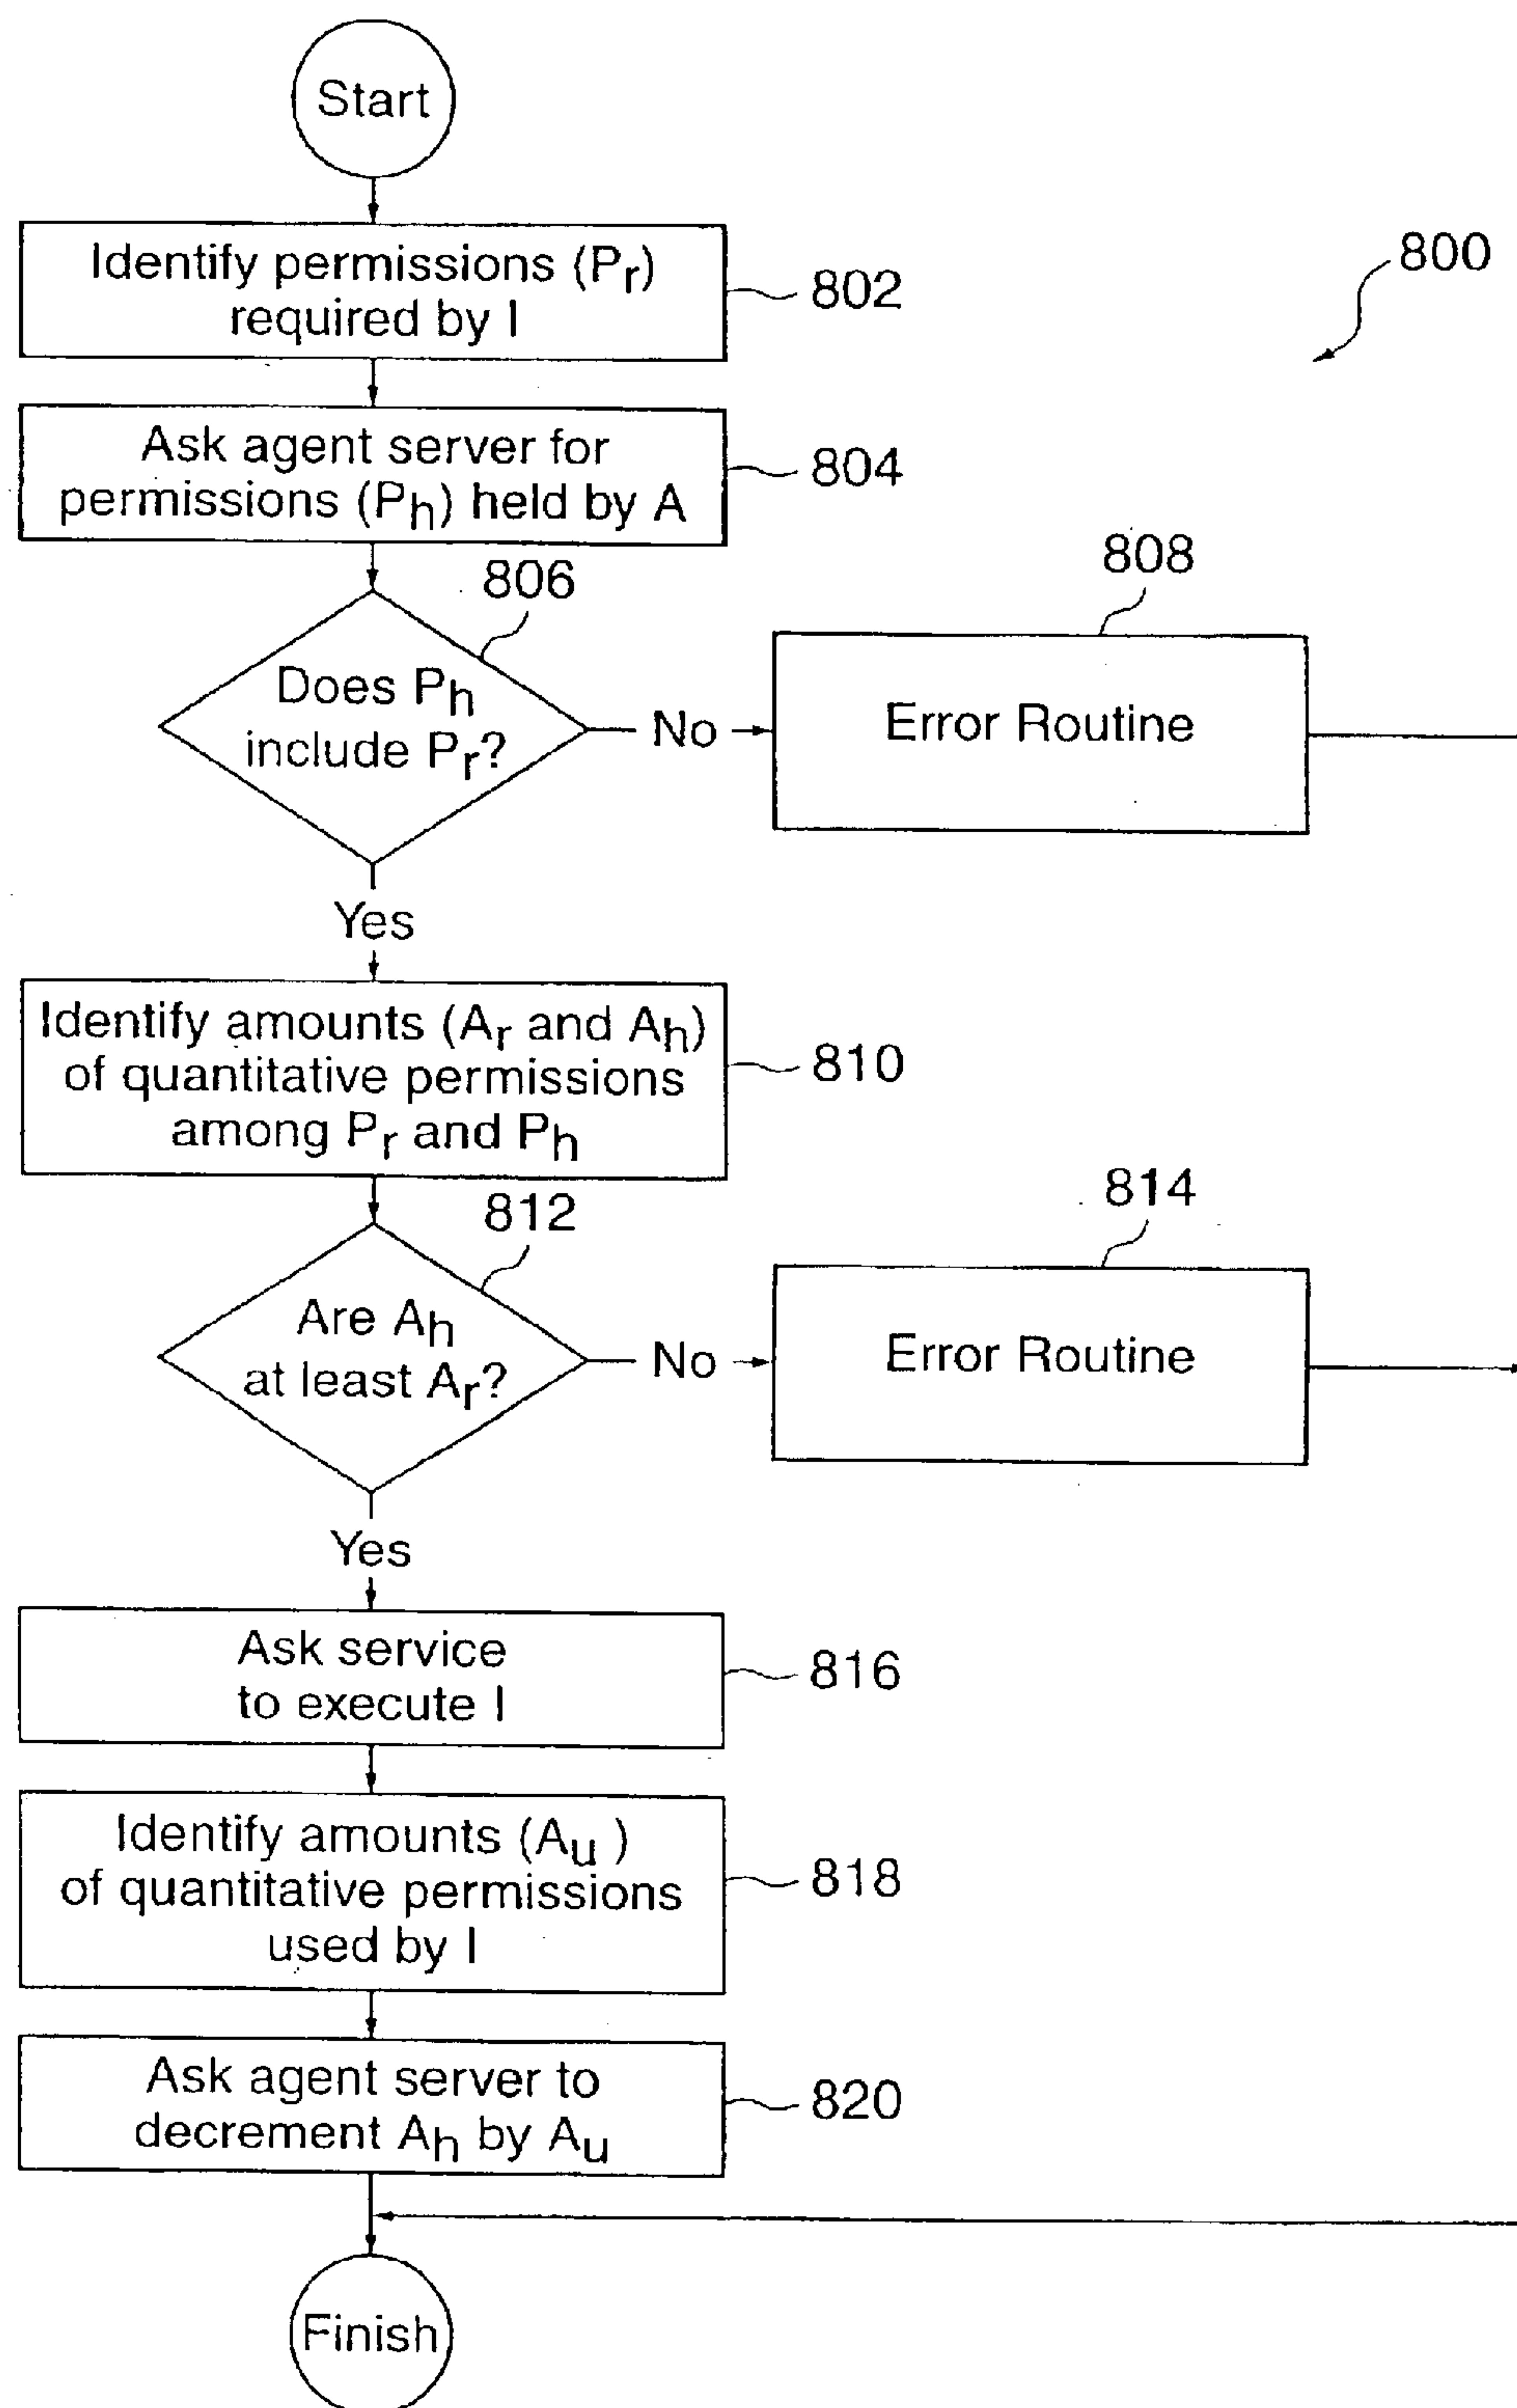 Start
800
Identify permissions (Pr)
required by I
802
Ask agent server for
permissions (Ph) held by A
804
806
Does Ph
include Pr?
No
808
Error Routine
Yes
Identify amounts (Ar and Ah)
of quantitative permissions
among Pr and Ph
810
812
Are Ah
at least Ar?
No
814
Error Routine
Yes
Ask service
to execute I
816
Identify amounts (Au )
of quantitative permissions
used by I
818
Ask agent server to
decrement Ah by Au
820
Finish